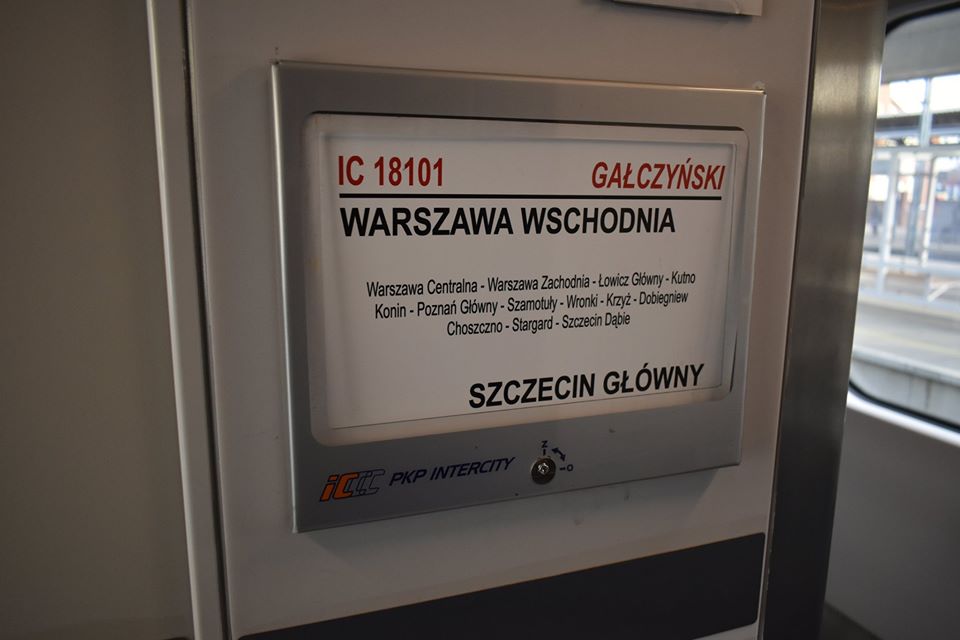 IC 18101 GAŁCZYŃSKI
WARSZAWA WSCHODNIA
Warszawa Centralna - Warszawa Zachodnia - Łowicz Główny - Kutno
Konin - Poznań Główny - Szamotuły - Wronki - Krzyż - Dobiegniew
Choszczno - Stargard - Szczecin Dąbie
SZCZECIN GŁÓWNY
Z
O
IC PKP INTERCITY